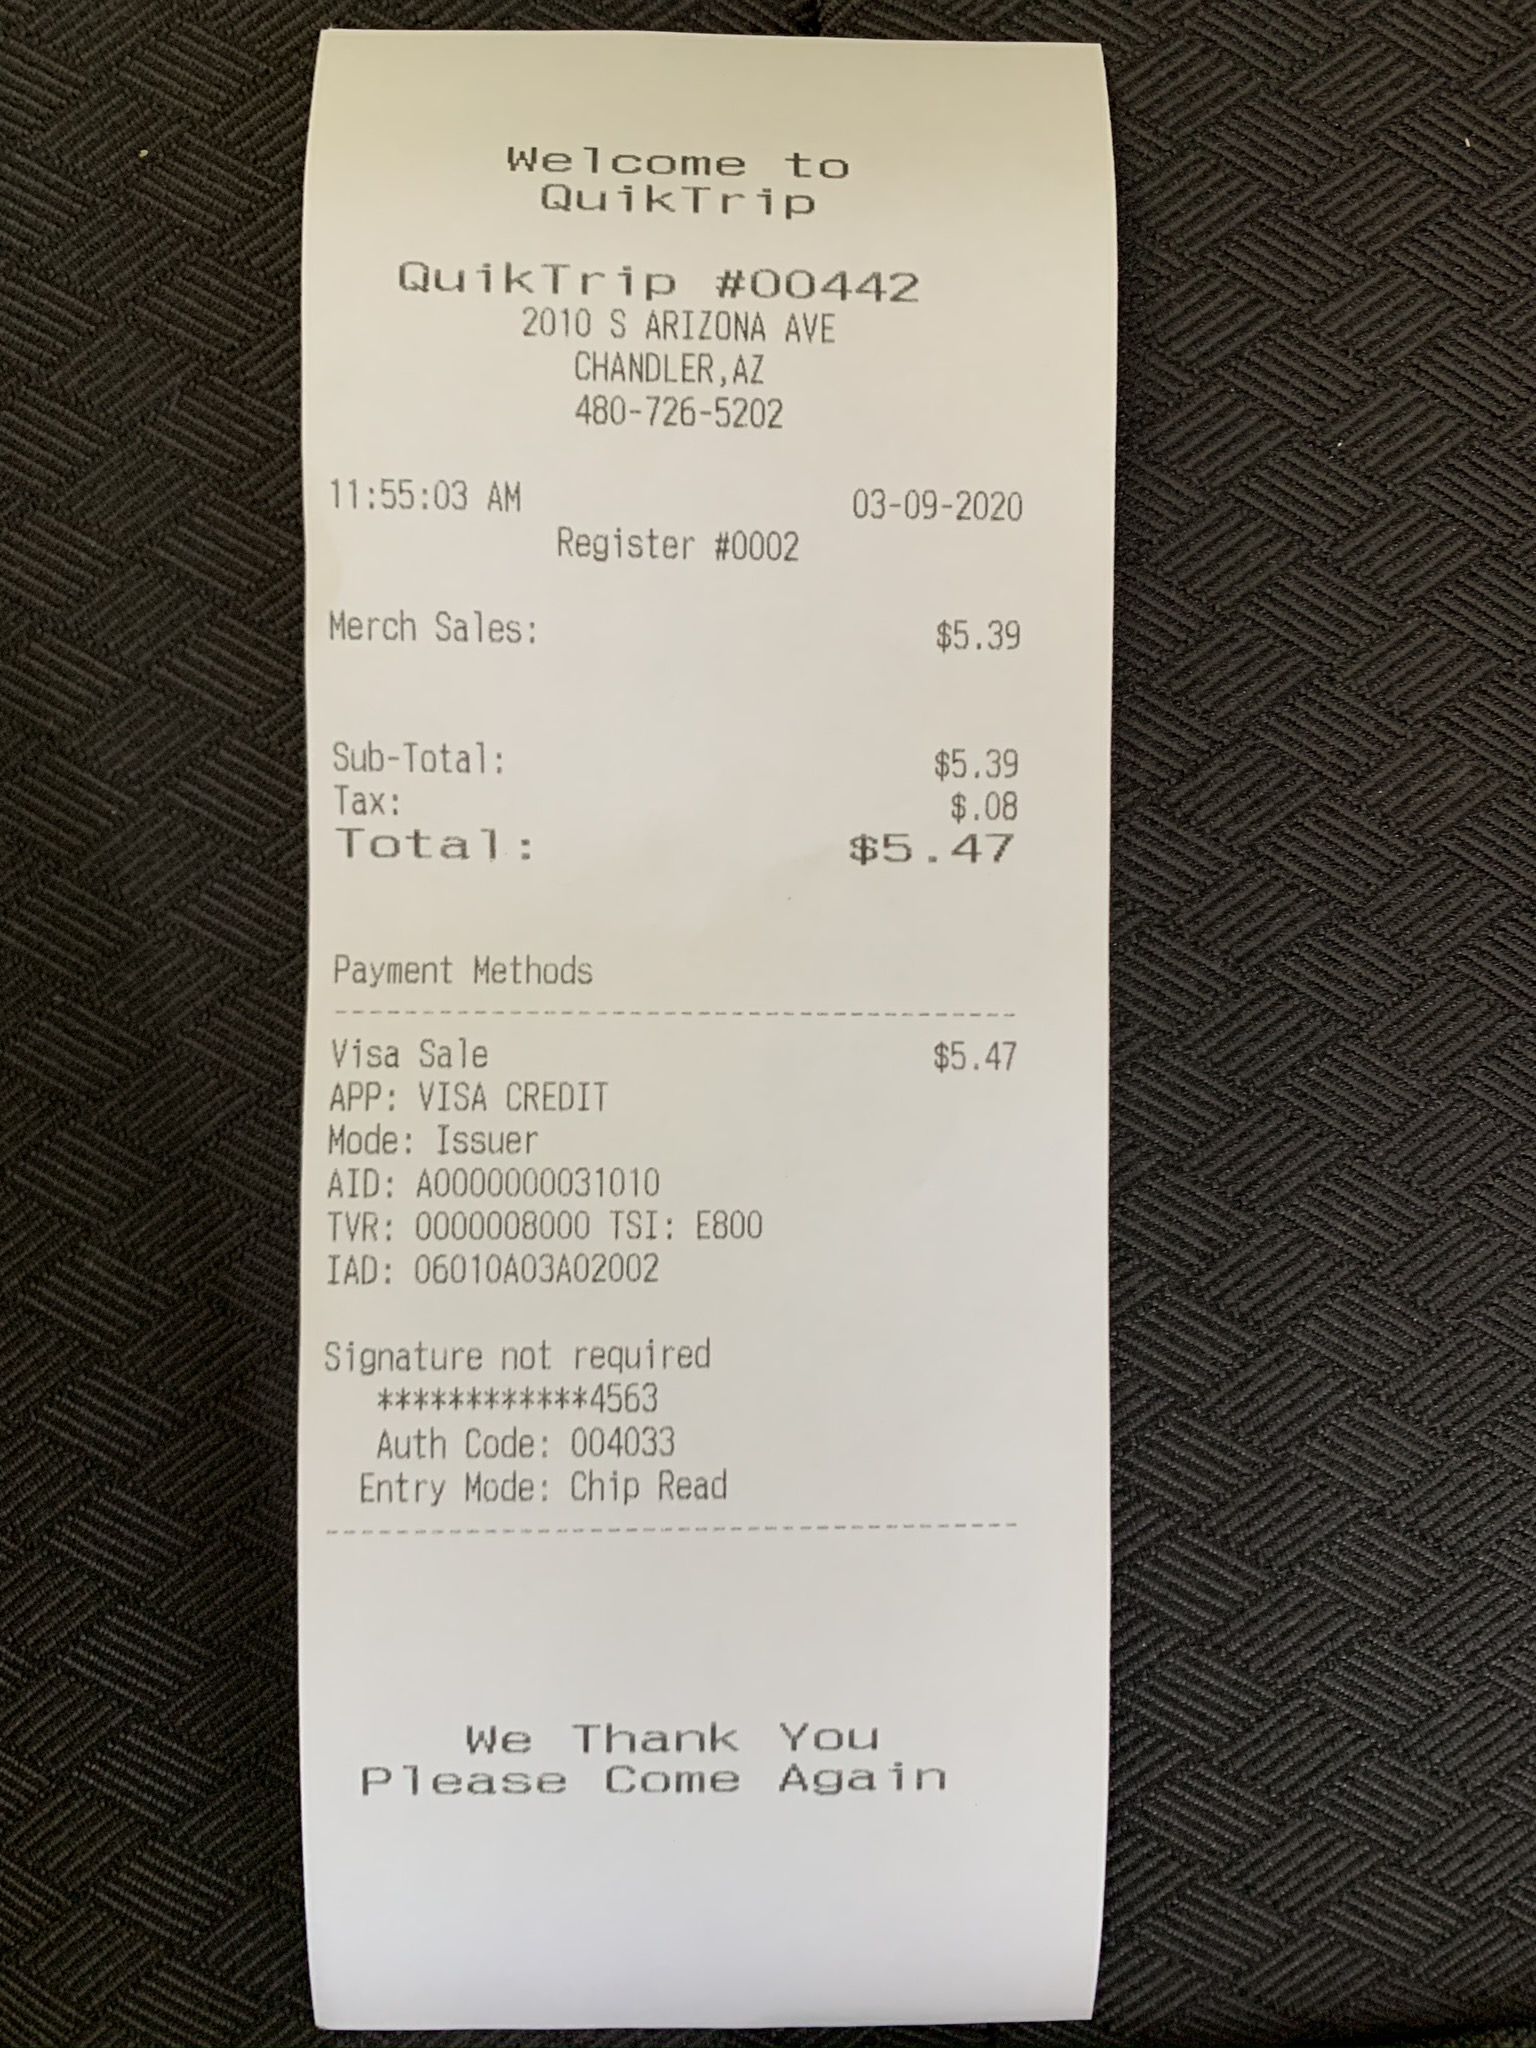 Welcome to
QuikTrip
QuikTrip #00442
2010 S ARIZONA AVE
CHANDLER,AZ
480-726-5202
11:55:03 AM 03-09-2020
Register #0002
Merch Sales: $5.39
Sub-Total: $5.39
Tax: $.08
Total: $5.47
Payment Methods
Visa Sale $5.47
APP: VISA CREDIT
Mode: Issuer
AID: A0000000031010
TVR: 0000008000 TSI: E800
IAD: 06010A03A02002
Signature not required
************4563
Auth Code: 004033
Entry Mode: Chip Read
We Thank You
Please Come Again